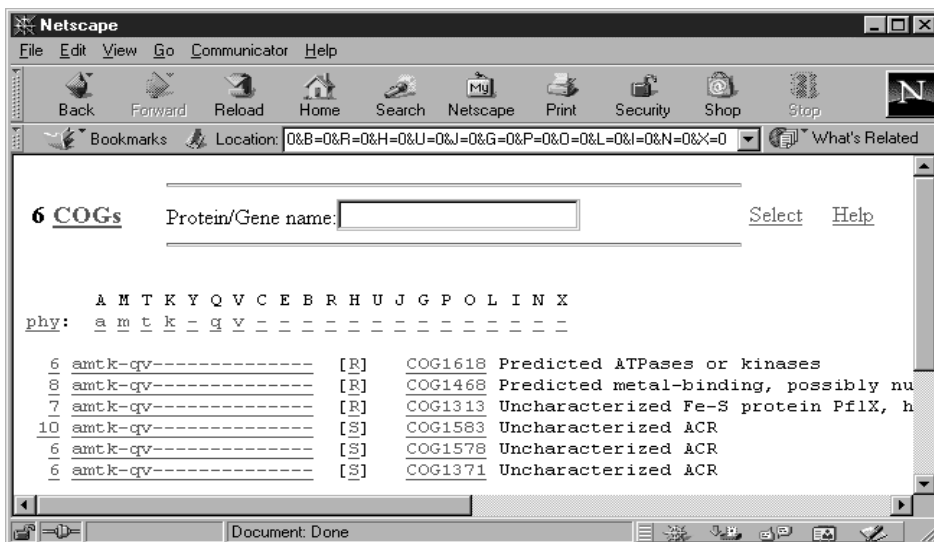 Netscape
File Edit View Go Communicator Help
Back Forward Reload Home Search Netscape Print Security Shop Stop
My
N
Bookmarks Location: 0&B=0&R=0&H=0&U=0&J=0&G=0&P=0&O=0&L=0&I=0&N=0&X=0 What's Related
6 COGs Protein/Gene name: Select Help
A M T K Y Q V C E B R H U J G P O L I N X
phy: a m t k - q v - - - - - - - - - - - - - -
6 amtk-qv-------------- [R] COG1618 Predicted ATPases or kinases
8 amtk-qv-------------- [R] COG1468 Predicted metal-binding, possibly nu
7 amtk-qv-------------- [R] COG1313 Uncharacterized Fe-S protein PflX, h
10 amtk-qv-------------- [S] COG1583 Uncharacterized ACR
6 amtk-qv-------------- [S] COG1578 Uncharacterized ACR
6 amtk-qv-------------- [S] COG1371 Uncharacterized ACR
Document: Done